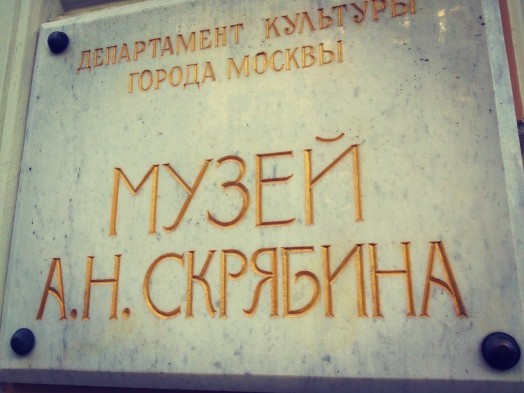 ДЕПАРТАМЕНТ КУЛЬТУРЫ
ГОРОДА МОСКВЫ
МУЗЕЙ
А.Н. СКРЯБИНА